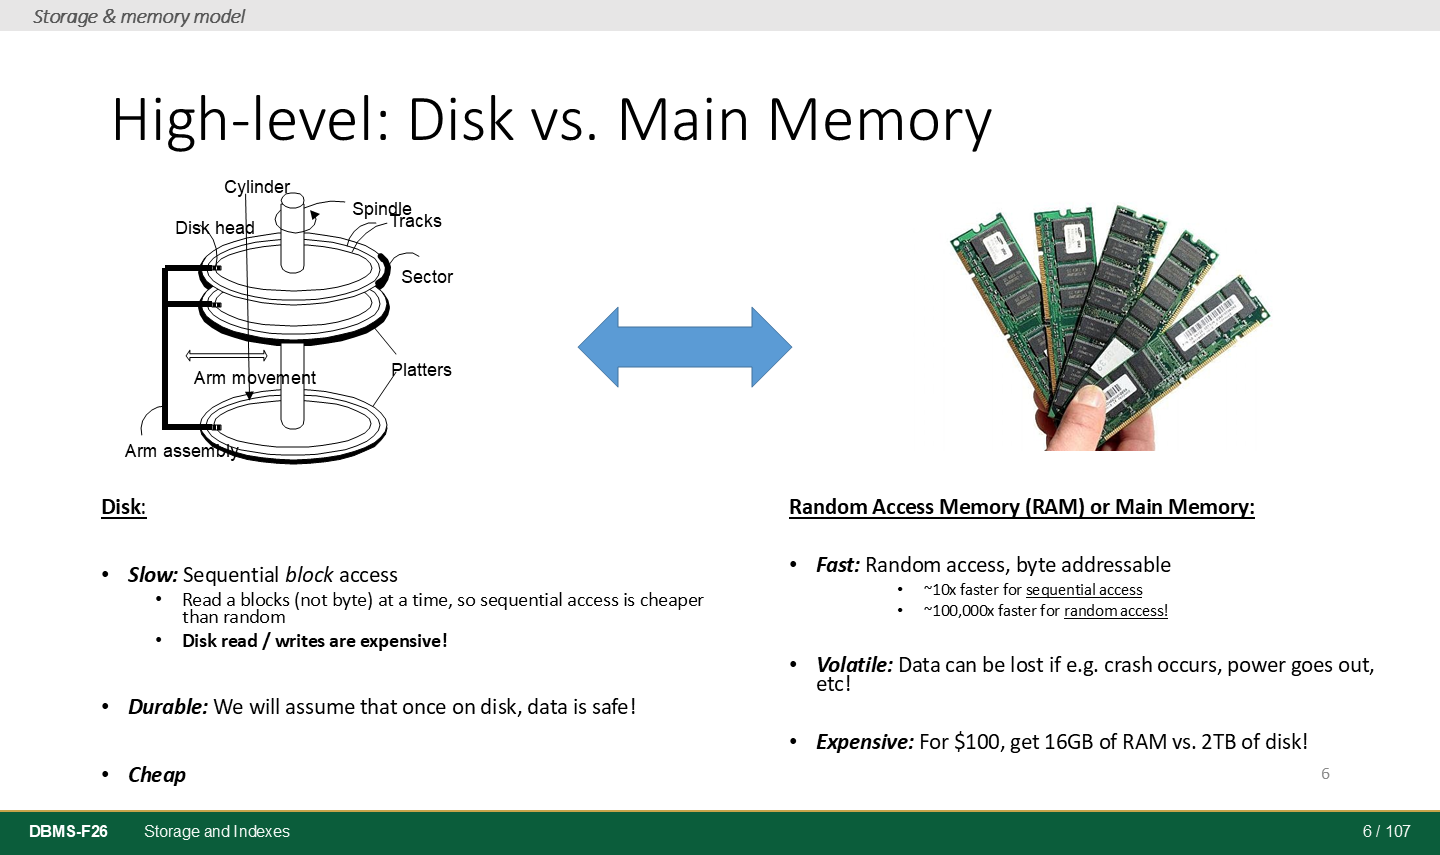 Storage & memory model
High-level: Disk vs. Main Memory
Cylinder
Spindle
Tracks
Disk head
Sector
Arm movement
Platters
Arm assembly
Disk:
• Slow: Sequential block access
• Read a blocks (not byte) at a time, so sequential access is cheaper
than random
• Disk read / writes are expensive!
• Durable: We will assume that once on disk, data is safe!
• Cheap
Random Access Memory (RAM) or Main Memory:
• Fast: Random access, byte addressable
• ~10x faster for sequential access
• ~100,000x faster for random access!
• Volatile: Data can be lost if e.g. crash occurs, power goes out,
etc!
• Expensive: For $100, get 16GB of RAM vs. 2TB of disk!
6
DBMS-F26 Storage and Indexes 6 / 107